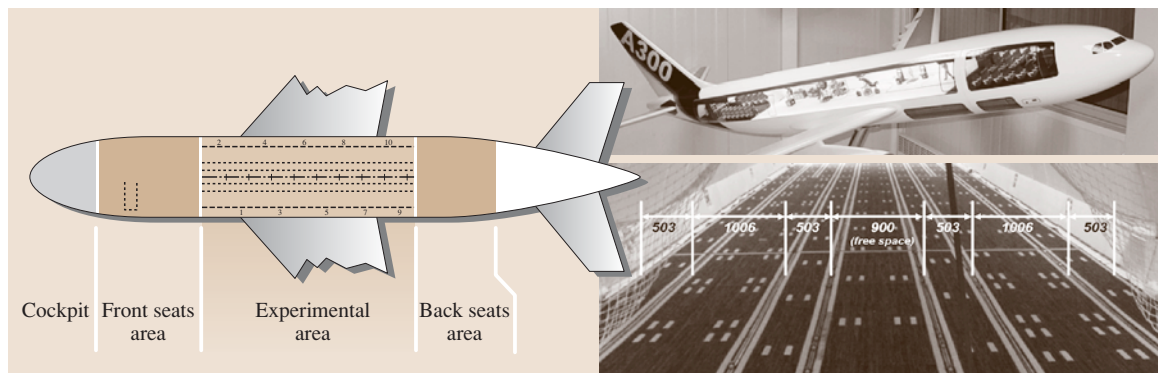 2 4 6 8 10
1 3 5 7 9
Cockpit
Front seats
area
Experimental
area
Back seats
area
A300
503 1006 503 900 503 1006 503
(free space)